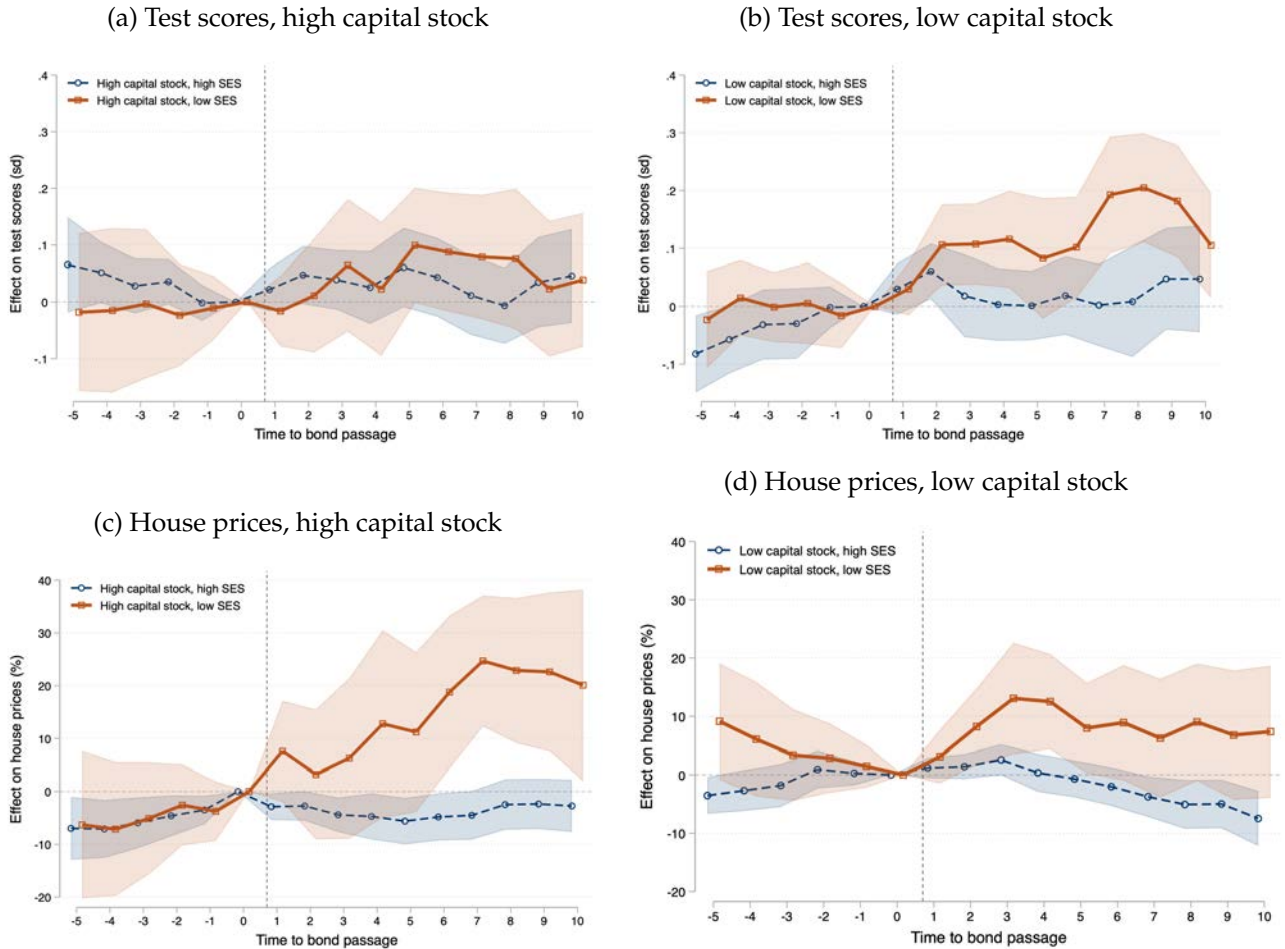 (a) Test scores, high capital stock
High capital stock, high SES
High capital stock, low SES
Effect on test scores (sd)
.4
.3
.2
.1
0
-.1
-5 -4 -3 -2 -1 0 1 2 3 4 5 6 7 8 9 10
Time to bond passage
(b) Test scores, low capital stock
Low capital stock, high SES
Low capital stock, low SES
Effect on test scores (sd)
.4
.3
.2
.1
0
-.1
-5 -4 -3 -2 -1 0 1 2 3 4 5 6 7 8 9 10
Time to bond passage
(c) House prices, high capital stock
High capital stock, high SES
High capital stock, low SES
Effect on house prices (%)
40
30
20
10
0
-10
-20
-5 -4 -3 -2 -1 0 1 2 3 4 5 6 7 8 9 10
Time to bond passage
(d) House prices, low capital stock
Low capital stock, high SES
Low capital stock, low SES
Effect on house prices (%)
40
30
20
10
0
-10
-20
-5 -4 -3 -2 -1 0 1 2 3 4 5 6 7 8 9 10
Time to bond passage